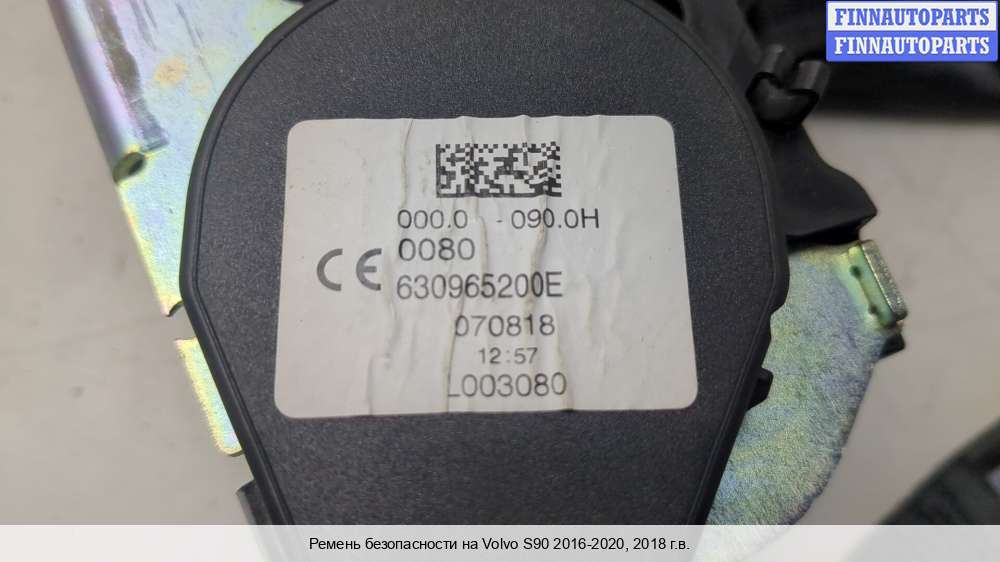 FINNAUTOPARTS
FINNAUTOPARTS
000.0 - 090.0H
CE 0080
630965200E
070818
12:57
L003080
Ремень безопасности на Volvo S90 2016-2020, 2018 г.в.